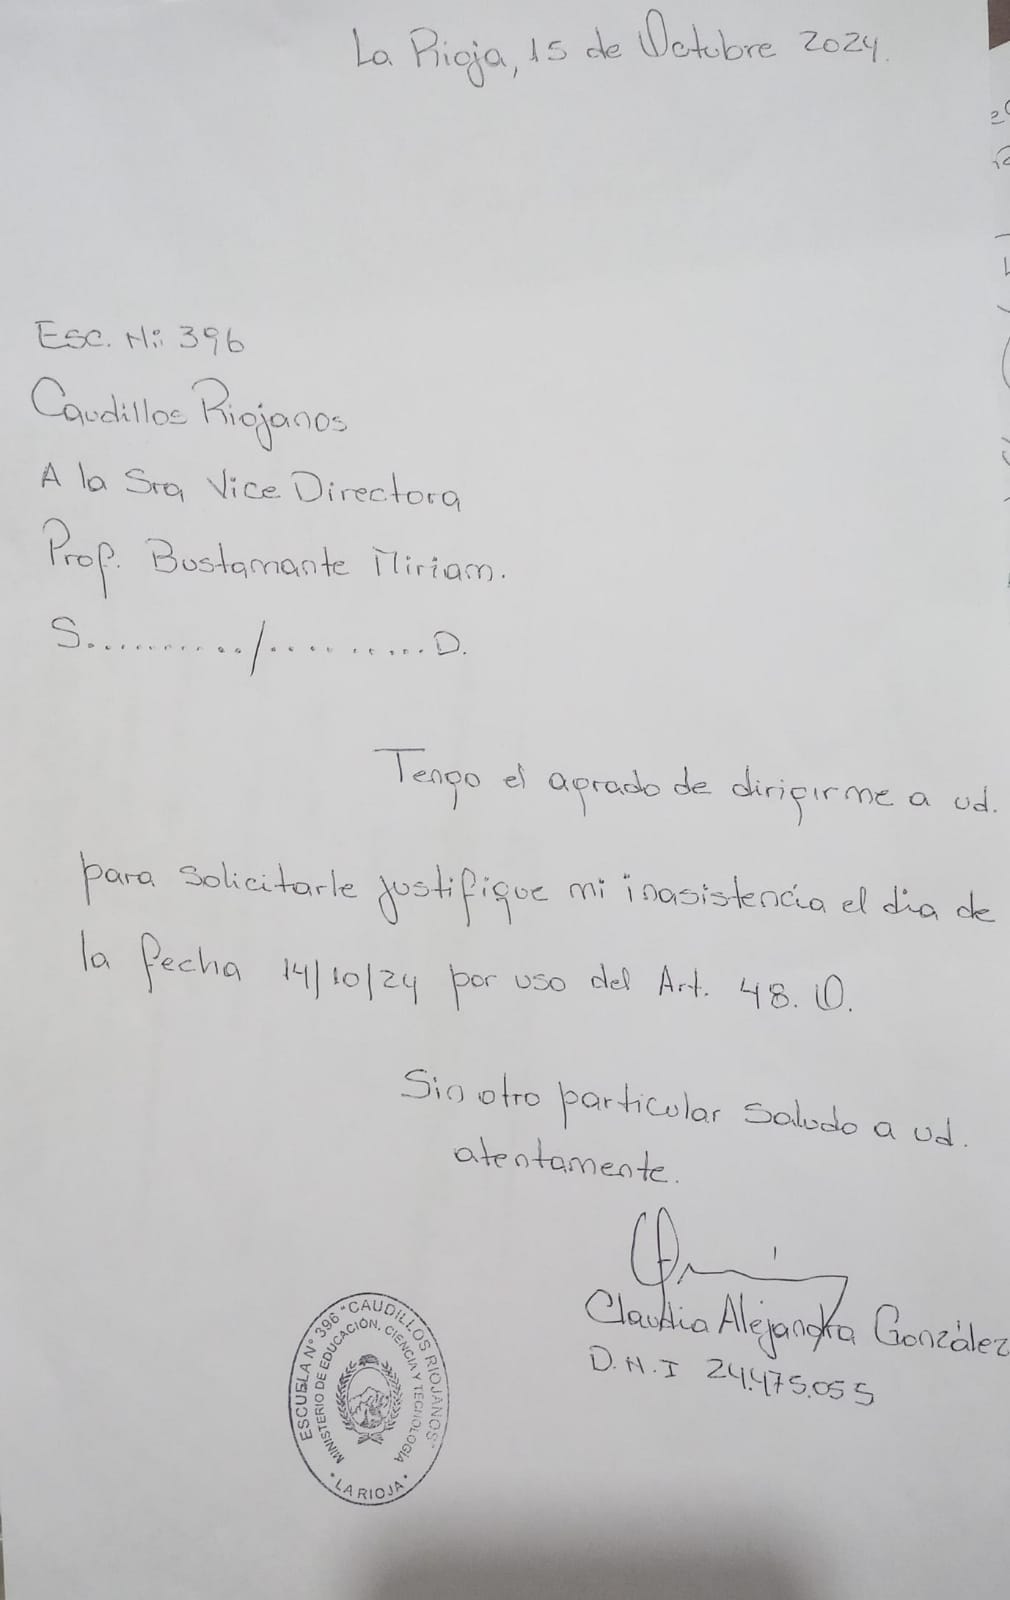 La Rioja, 15 de Octubre 2024.
Esc. N: 396
Caudillos Riojanos
A la Sra Vice Directora
Prof. Bustamante Miriam.
S............/............D.
Tengo el agrado de dirigirme a ud.
para solicitarle justifique mi inasistencia el dia de
la fecha 14/10/24 por uso del Art. 48.
Sin otro particular saludo a ud.
atentamente.
Claudia Alejandra González
D.N.I 24.475.055
ESCUELA N° 396 "CAUDILLOS RIOJANOS"
MINISTERIO DE EDUCACIÓN, CIENCIA Y TECNOLOGÍA
• LA RIOJA •